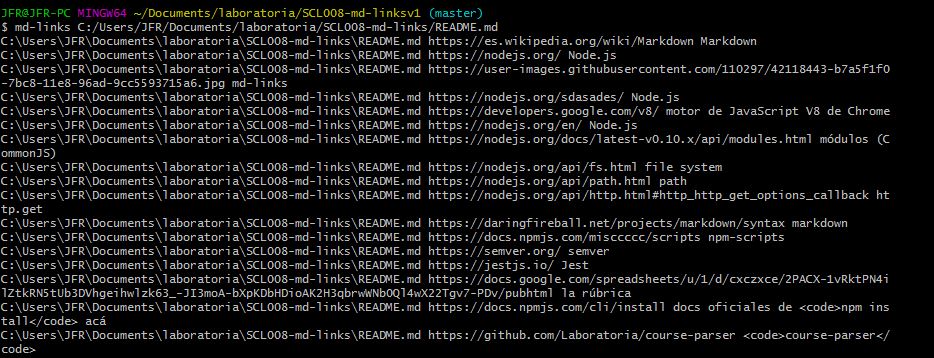 JFR@JFR-PC MINGW64 ~/Documents/laboratoria/SCL008-md-linksv1 (master)
$ md-links C:/Users/JFR/Documents/laboratoria/SCL008-md-links/README.md
C:\Users\JFR\Documents\laboratoria\SCL008-md-links\README.md https://es.wikipedia.org/wiki/Markdown Markdown
C:\Users\JFR\Documents\laboratoria\SCL008-md-links\README.md https://nodejs.org/ Node.js
C:\Users\JFR\Documents\laboratoria\SCL008-md-links\README.md https://user-images.githubusercontent.com/110297/42118443-b7a5f1f0
-7bc8-11e8-96ad-9cc5593715a6.jpg md-links
C:\Users\JFR\Documents\laboratoria\SCL008-md-links\README.md https://nodejs.org/sdasades/ Node.js
C:\Users\JFR\Documents\laboratoria\SCL008-md-links\README.md https://developers.google.com/v8/ motor de JavaScript V8 de Chrome
C:\Users\JFR\Documents\laboratoria\SCL008-md-links\README.md https://nodejs.org/en/ Node.js
C:\Users\JFR\Documents\laboratoria\SCL008-md-links\README.md https://nodejs.org/docs/latest-v0.10.x/api/modules.html módulos (C
ommonJS)
C:\Users\JFR\Documents\laboratoria\SCL008-md-links\README.md https://nodejs.org/api/fs.html file system
C:\Users\JFR\Documents\laboratoria\SCL008-md-links\README.md https://nodejs.org/api/path.html path
C:\Users\JFR\Documents\laboratoria\SCL008-md-links\README.md https://nodejs.org/api/http.html#http_http_get_options_callback ht
tp.get
C:\Users\JFR\Documents\laboratoria\SCL008-md-links\README.md https://daringfireball.net/projects/markdown/syntax markdown
C:\Users\JFR\Documents\laboratoria\SCL008-md-links\README.md https://docs.npmjs.com/misccccc/scripts npm-scripts
C:\Users\JFR\Documents\laboratoria\SCL008-md-links\README.md https://semver.org/ semver
C:\Users\JFR\Documents\laboratoria\SCL008-md-links\README.md https://jestjs.io/ Jest
C:\Users\JFR\Documents\laboratoria\SCL008-md-links\README.md https://docs.google.com/spreadsheets/u/1/d/cxczxce/2PACX-1vRktPN4i
lZtkRN5tUb3DVhgeihwlzk63_-JI3moA-bXpKDbHDioAK2H3qbrwWNbOQl4wX22Tgv7-PDv/pubhtml la rúbrica
C:\Users\JFR\Documents\laboratoria\SCL008-md-links\README.md https://docs.npmjs.com/cli/install docs oficiales de <code>npm ins
tall</code> acá
C:\Users\JFR\Documents\laboratoria\SCL008-md-links\README.md https://github.com/Laboratoria/course-parser <code>course-parser</
code>